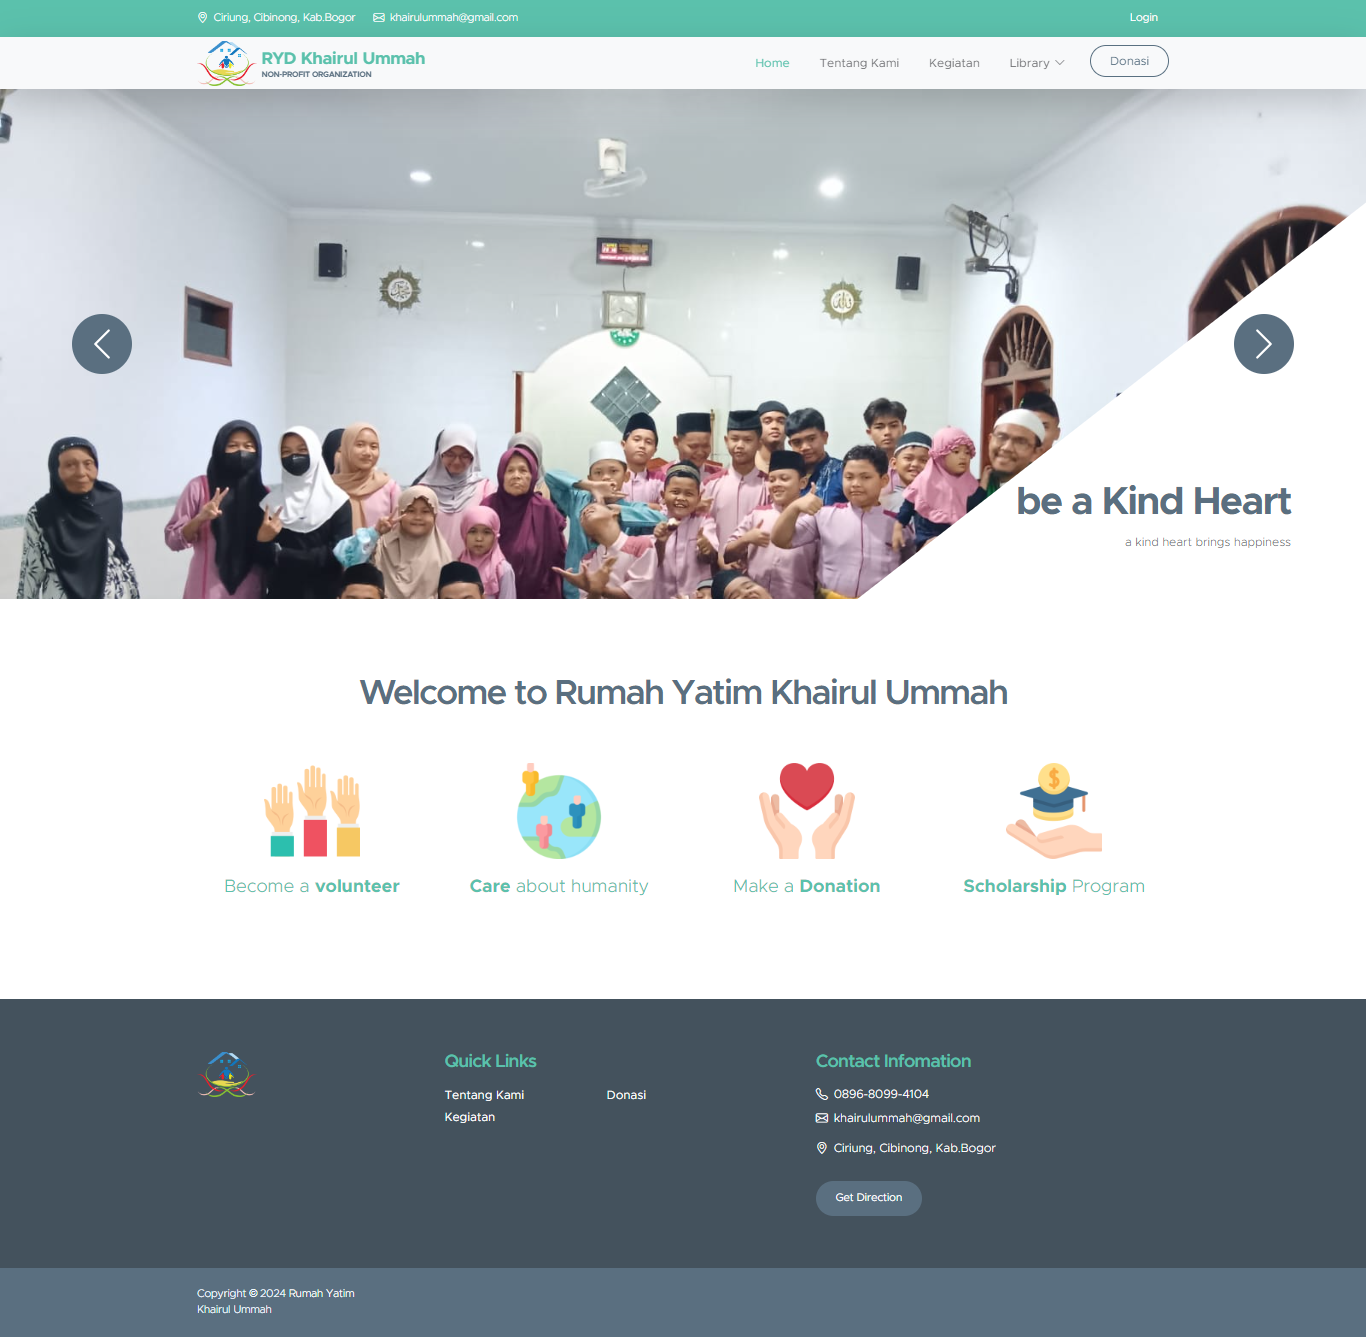 Ciriung, Cibinong, Kab.Bogor khairulummah@gmail.com Login
RYD Khairul Ummah
NON-PROFIT ORGANIZATION
Home Tentang Kami Kegiatan Library Donasi
be a Kind Heart
a kind heart brings happiness
Welcome to Rumah Yatim Khairul Ummah
Become a volunteer
Care about humanity
Make a Donation
Scholarship Program
Quick Links
Tentang Kami Donasi
Kegiatan
Contact Infomation
0896-8099-4104
khairulummah@gmail.com
Ciriung, Cibinong, Kab.Bogor
Get Direction
Copyright © 2024 Rumah Yatim
Khairul Ummah